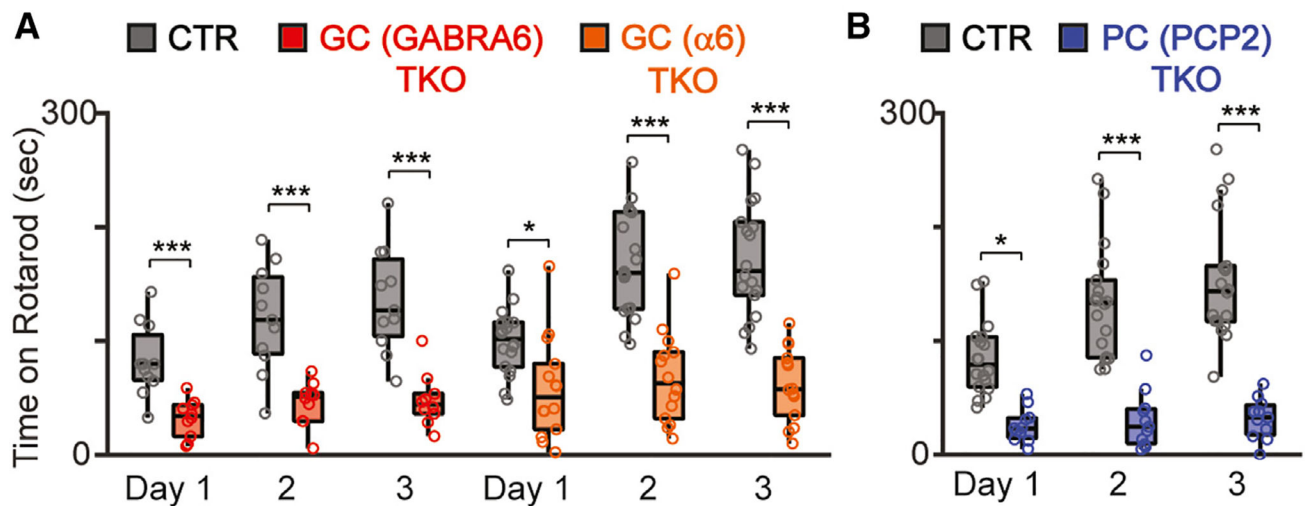 A
CTR GC (GABRA6) TKO GC (α6) TKO
Time on Rotarod (sec)
300
0
*** *** *** * *** ***
Day 1 2 3 Day 1 2 3
B
CTR PC (PCP2) TKO
300
0
* *** ***
Day 1 2 3